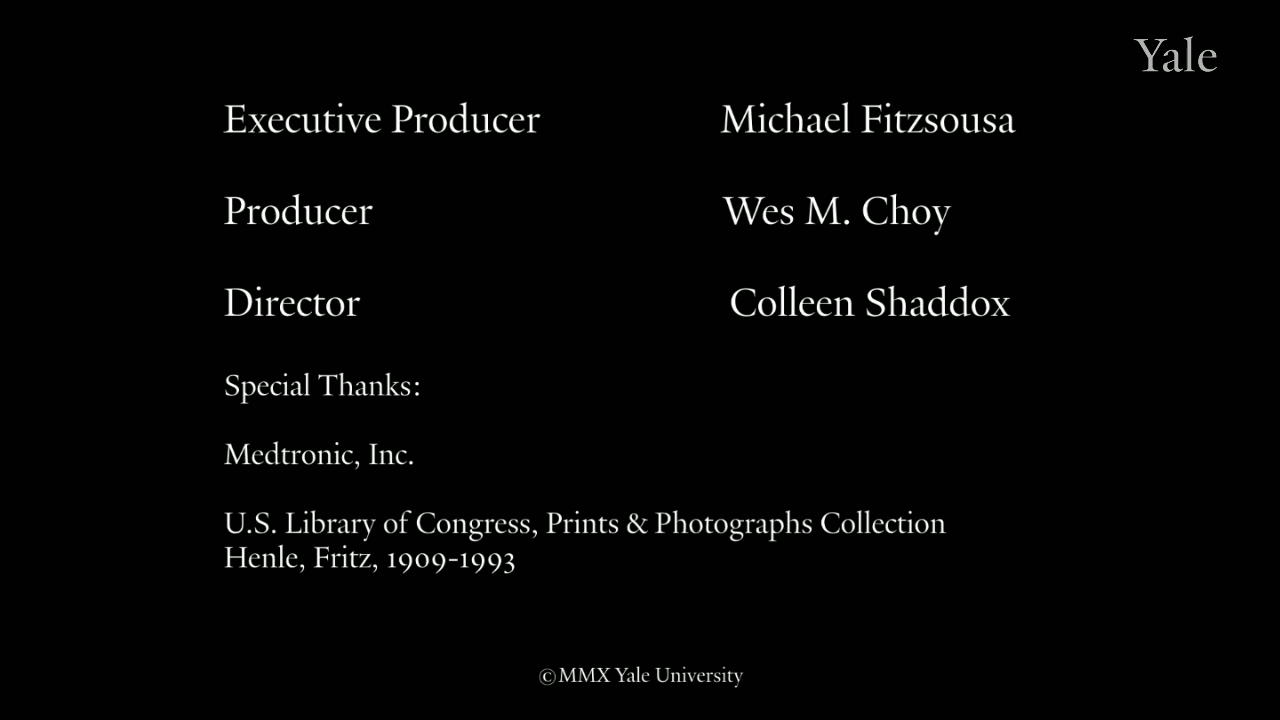 Yale
Executive Producer Michael Fitzsousa
Producer Wes M. Choy
Director Colleen Shaddox
Special Thanks:
Medtronic, Inc.
U.S. Library of Congress, Prints & Photographs Collection
Henle, Fritz, 1909-1993
©MMX Yale University